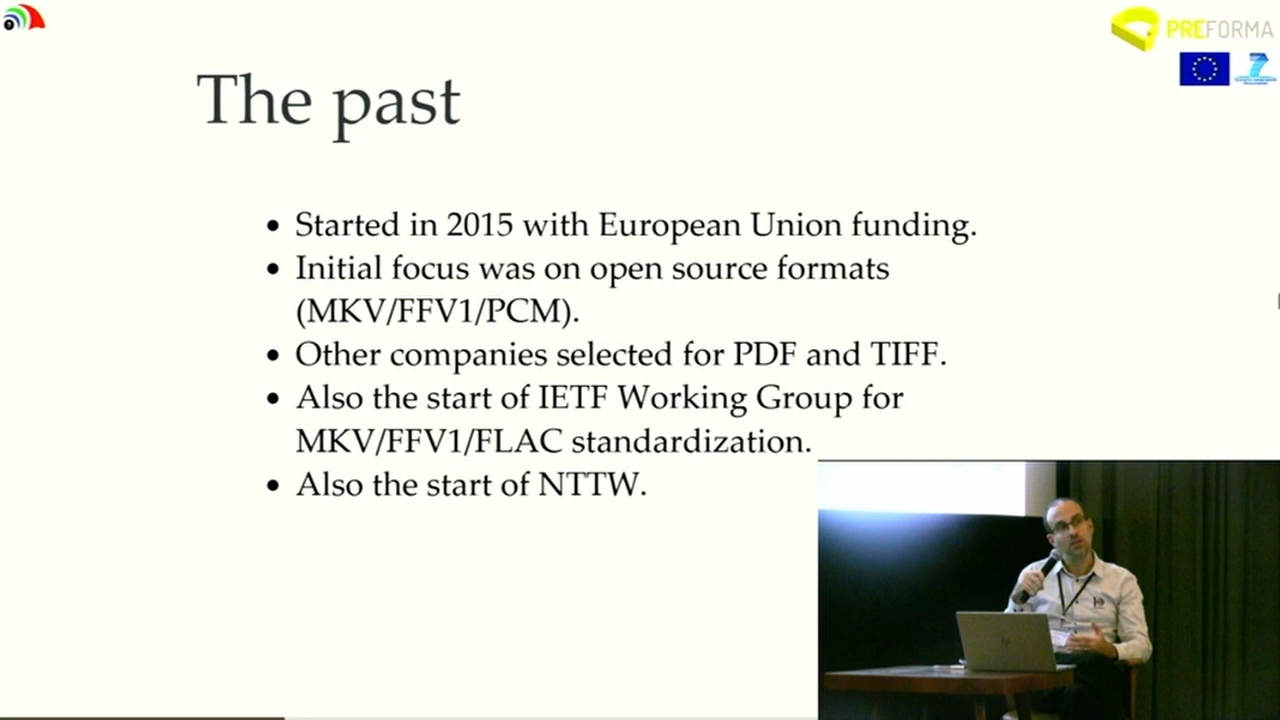 PREFORMA
The past
• Started in 2015 with European Union funding.
• Initial focus was on open source formats
(MKV/FFV1/PCM).
• Other companies selected for PDF and TIFF.
• Also the start of IETF Working Group for
MKV/FFV1/FLAC standardization.
• Also the start of NTTW.